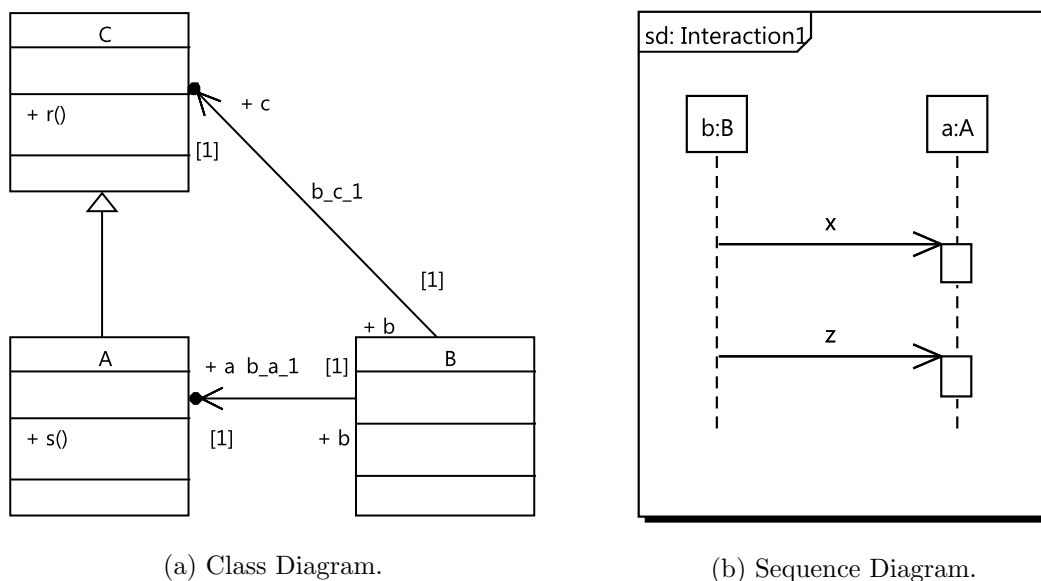 C
+ r()
+ c
[1]
b_c_1
[1]
+ b
A
+ a b_a_1
[1]
B
+ s()
[1]
+ b
(a) Class Diagram.
sd: Interaction1
b:B
a:A
x
z
(b) Sequence Diagram.